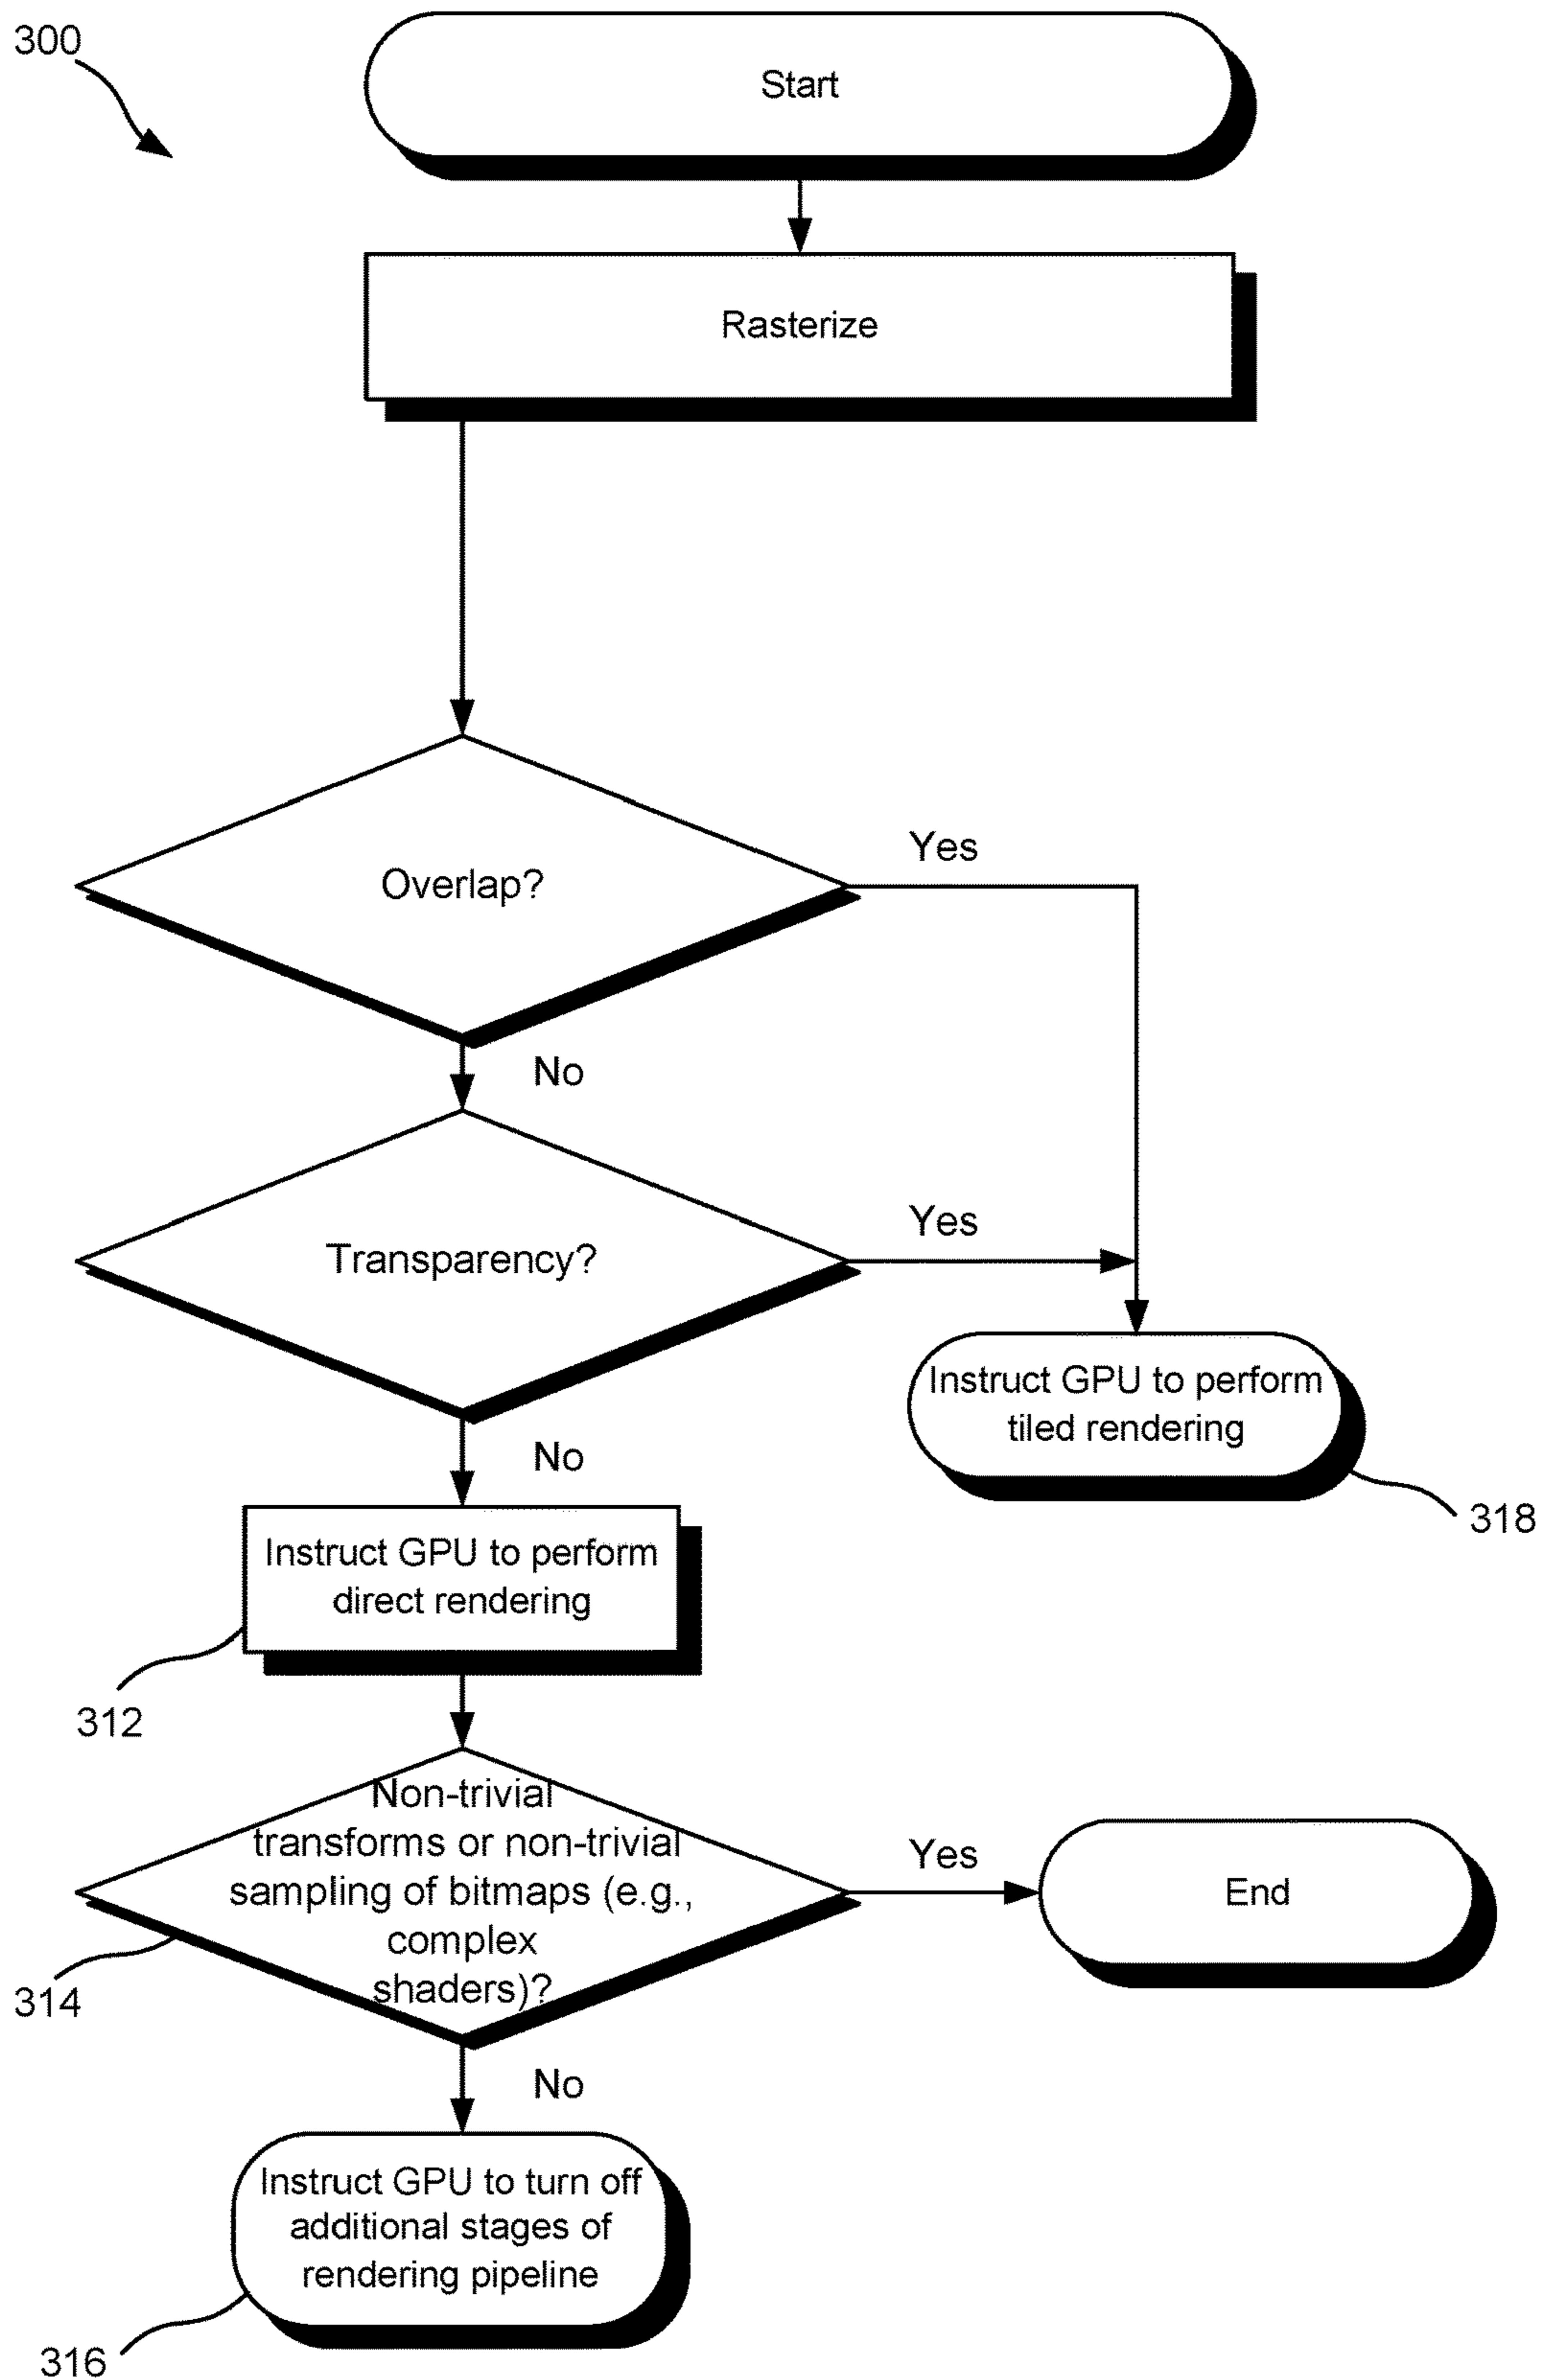 300
Start
Rasterize
Overlap?
Yes
No
Transparency?
Yes
Instruct GPU to perform
tiled rendering
318
No
Instruct GPU to perform
direct rendering
312
Non-trivial
transforms or non-trivial
sampling of bitmaps (e.g.,
complex
shaders)?
Yes
End
314
No
Instruct GPU to turn off
additional stages of
rendering pipeline
316